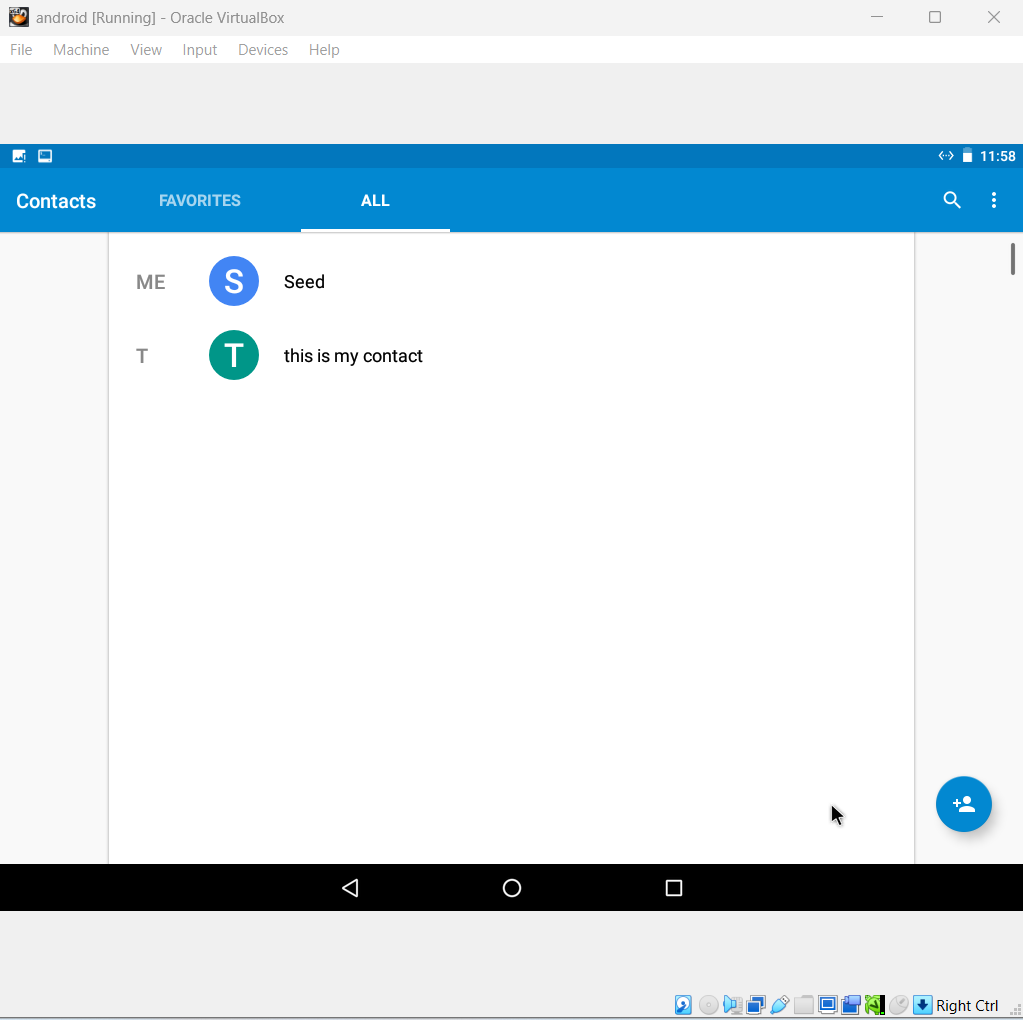 android [Running] - Oracle VirtualBox
File Machine View Input Devices Help
11:58
Contacts FAVORITES ALL
ME S Seed
T T this is my contact
Right Ctrl